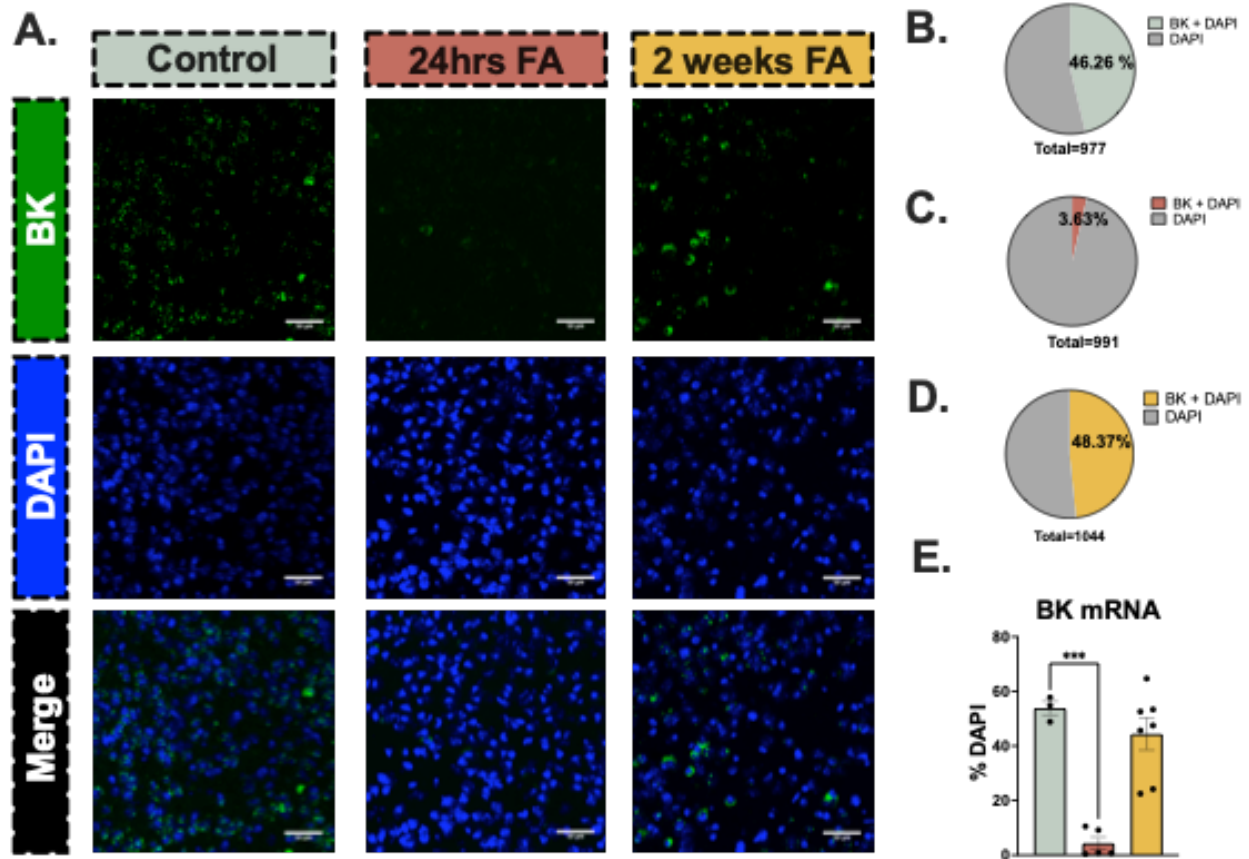 A.
Control
24hrs FA
2 weeks FA
BK
DAPI
Merge
B.
46.26 %
BK + DAPI
DAPI
Total=977
C.
3.63%
BK + DAPI
DAPI
Total=991
D.
48.37%
BK + DAPI
DAPI
Total=1044
E.
BK mRNA
% DAPI
80
60
40
20
0
***